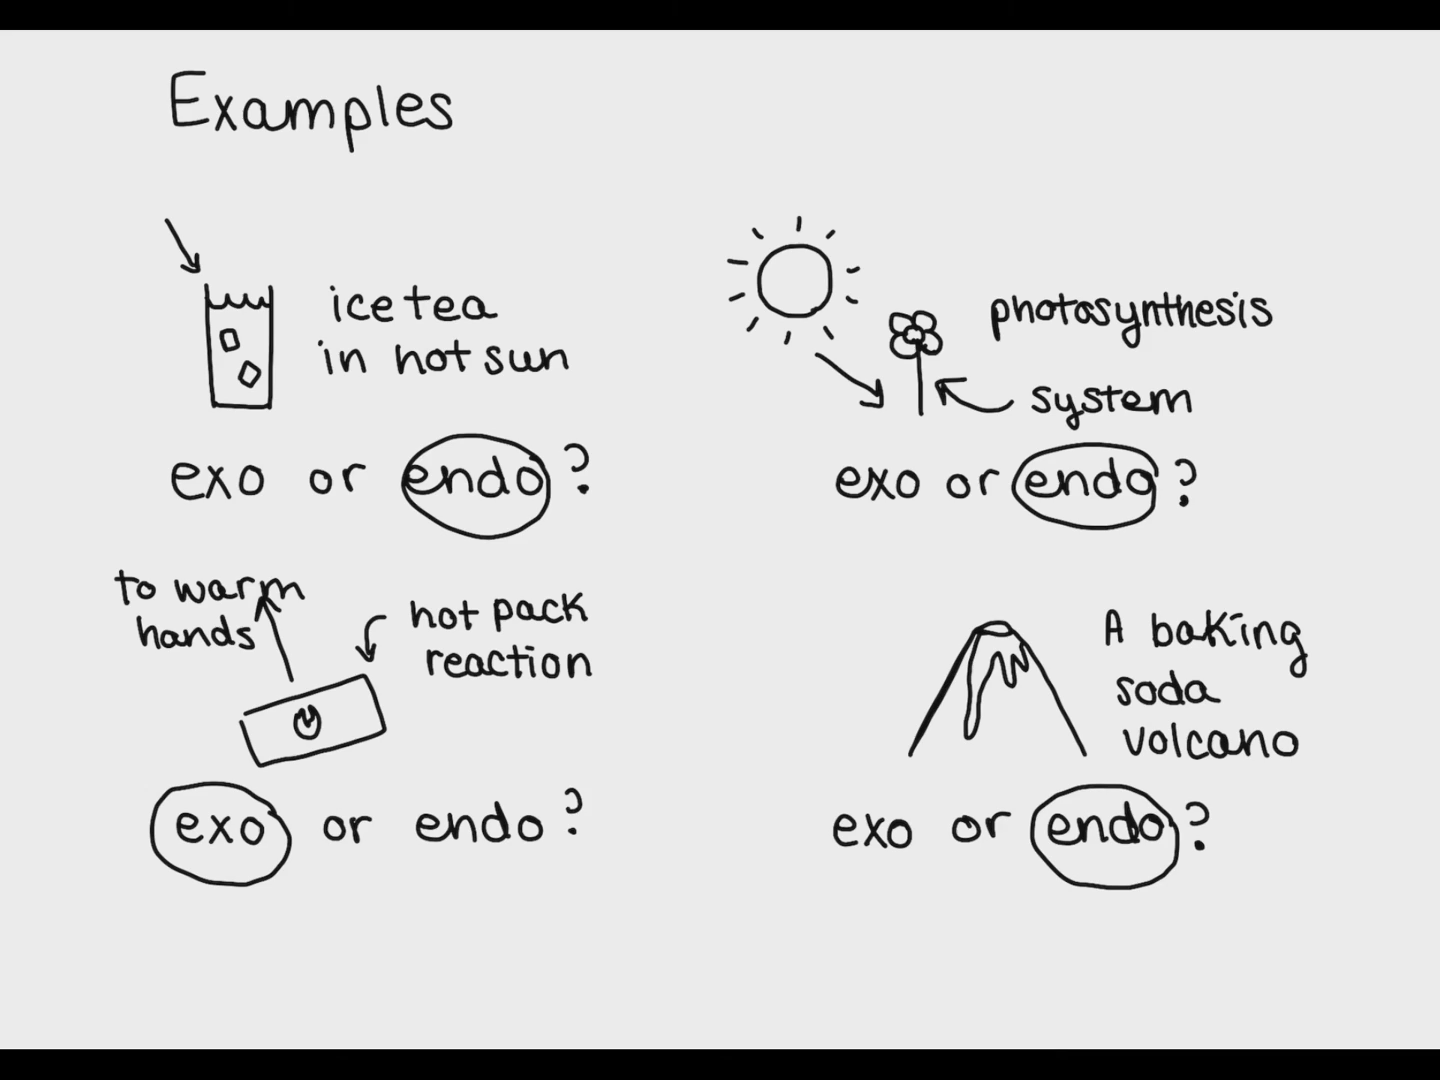 Examples
ice tea
in hot sun
exo or endo?
photosynthesis
system
exo or endo?
to warm
hands
hot pack
reaction
exo or endo?
A baking
soda
volcano
exo or endo?